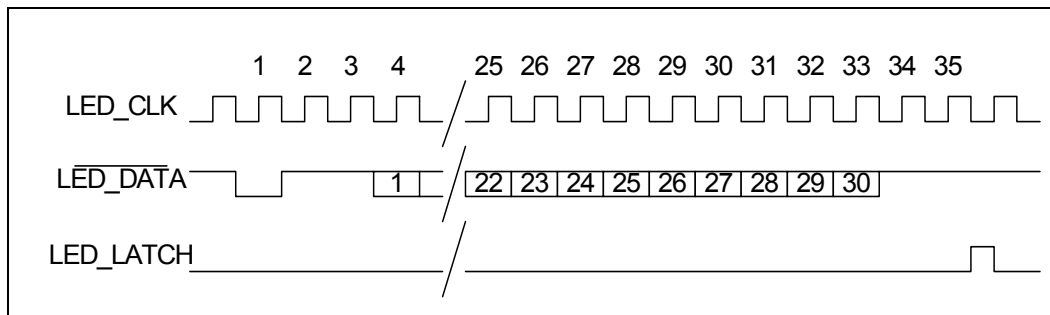 1 2 3 4 25 26 27 28 29 30 31 32 33 34 35
LED_CLK
LED_DATA 1 22 23 24 25 26 27 28 29 30
LED_LATCH